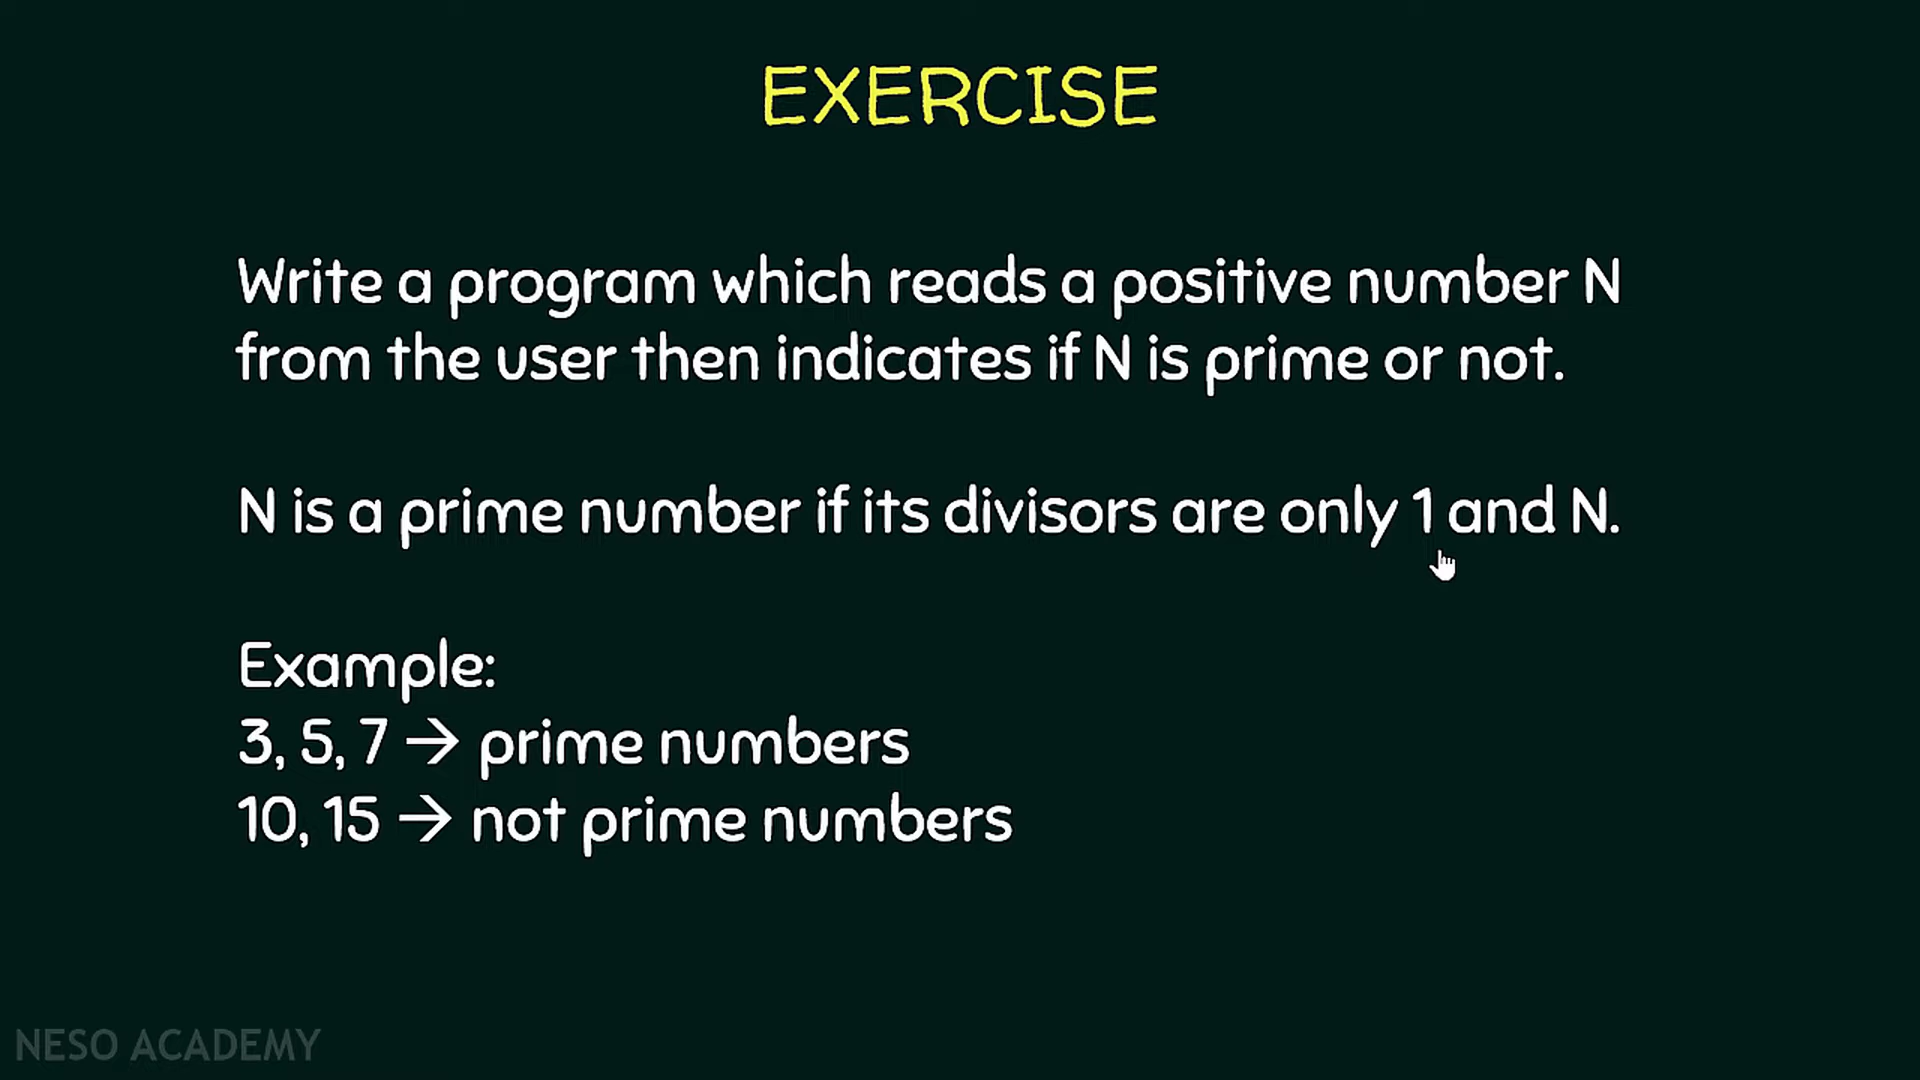 EXERCISE
Write a program which reads a positive number N
from the user then indicates if N is prime or not.
N is a prime number if its divisors are only 1 and N.
Example:
3, 5, 7 → prime numbers
10, 15 → not prime numbers
NESO ACADEMY